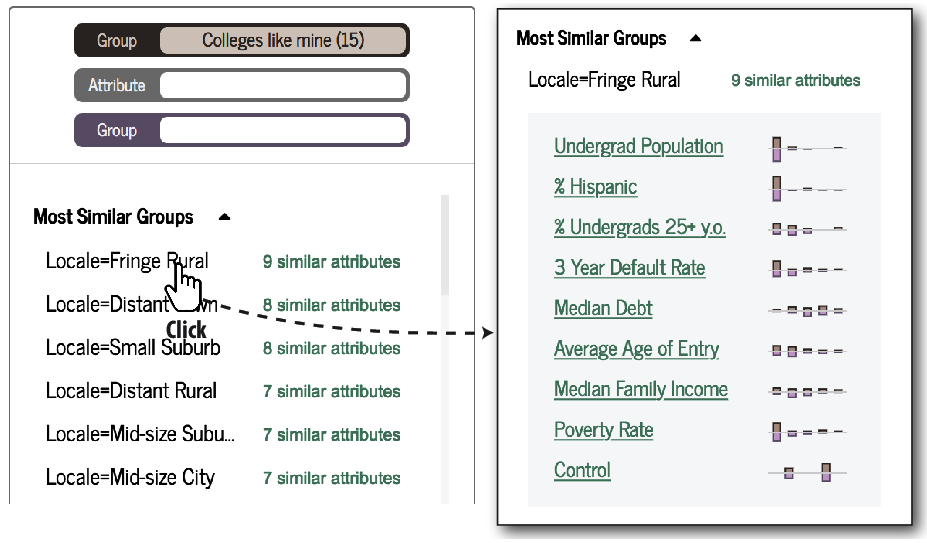 Group Colleges like mine (15)
Attribute
Group
Most Similar Groups
Locale=Fringe Rural 9 similar attributes
Locale=Distant 8 similar attributes
Click
Locale=Small Suburb 8 similar attributes
Locale=Distant Rural 7 similar attributes
Locale=Mid-size Subu... 7 similar attributes
Locale=Mid-size City 7 similar attributes
Most Similar Groups
Locale=Fringe Rural 9 similar attributes
Undergrad Population
% Hispanic
% Undergrads 25+ y.o.
3 Year Default Rate
Median Debt
Average Age of Entry
Median Family Income
Poverty Rate
Control